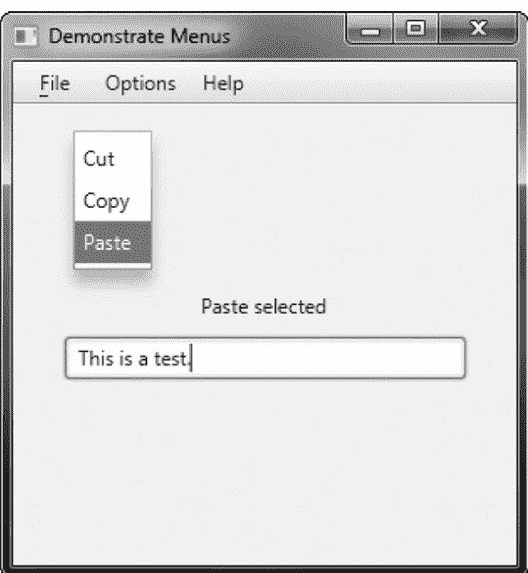 Demonstrate Menus
File Options Help
Cut
Copy
Paste
Paste selected
This is a test.